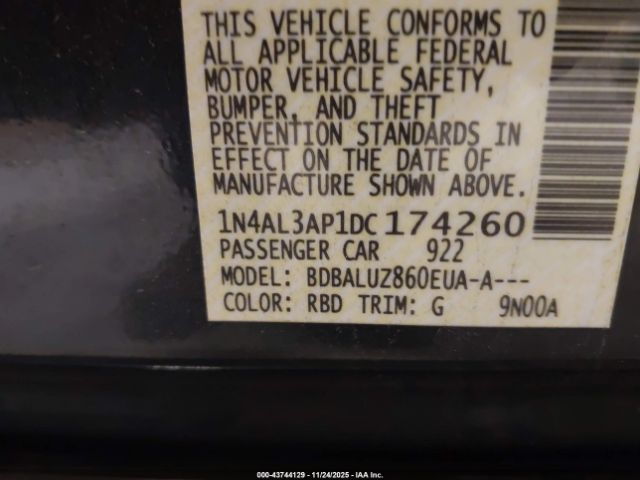 THIS VEHICLE CONFORMS TO
ALL APPLICABLE FEDERAL
MOTOR VEHICLE SAFETY,
BUMPER, AND THEFT
PREVENTION STANDARDS IN
EFFECT ON THE DATE OF
MANUFACTURE SHOWN ABOVE.
1N4AL3AP1DC174260
PASSENGER CAR 922
MODEL: BDBALUZ860EUA-A---
COLOR: RBD TRIM: G 9N00A
000-43744129 - 11/24/2025 - IAA Inc.